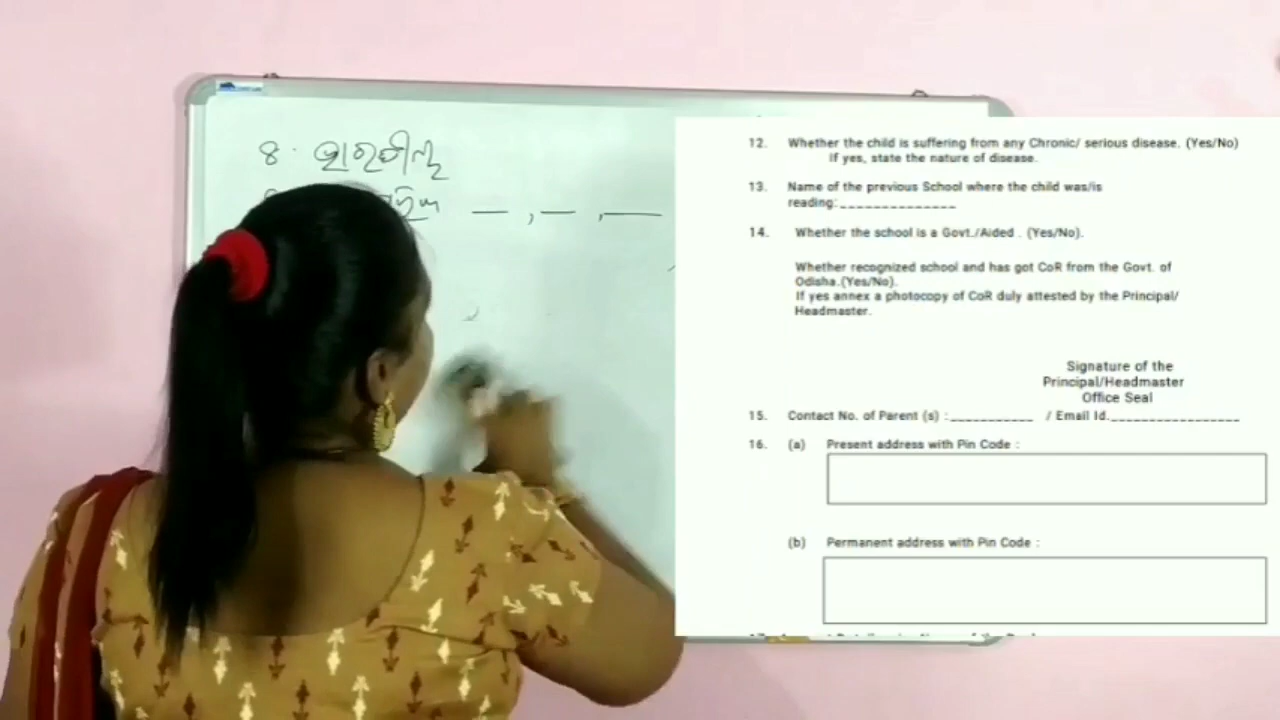 ୪. ଭାରତୀୟ
— , — , —
12. Whether the child is suffering from any Chronic/ serious disease. (Yes/No)
If yes, state the nature of disease.
13. Name of the previous School where the child was/is
reading:______________
14. Whether the school is a Govt./Aided . (Yes/No).
Whether recognized school and has got CoR from the Govt. of
Odisha.(Yes/No).
If yes annex a photocopy of CoR duly attested by the Principal/
Headmaster.
Signature of the
Principal/Headmaster
Office Seal
15. Contact No. of Parent (s) :___________ / Email Id._________________
16. (a) Present address with Pin Code :
(b) Permanent address with Pin Code :